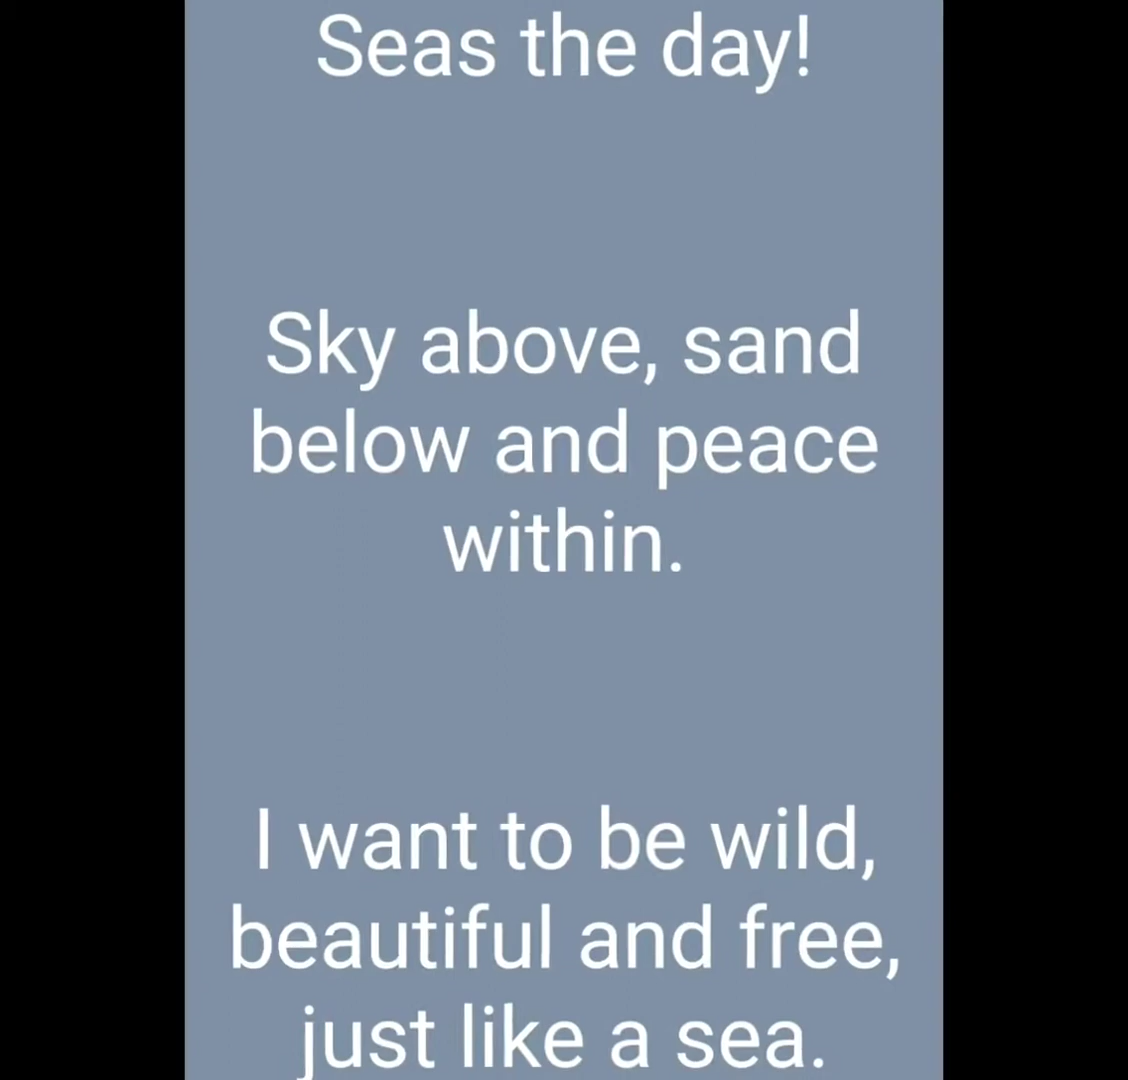 Seas the day!
Sky above, sand
below and peace
within.
I want to be wild,
beautiful and free,
just like a sea.